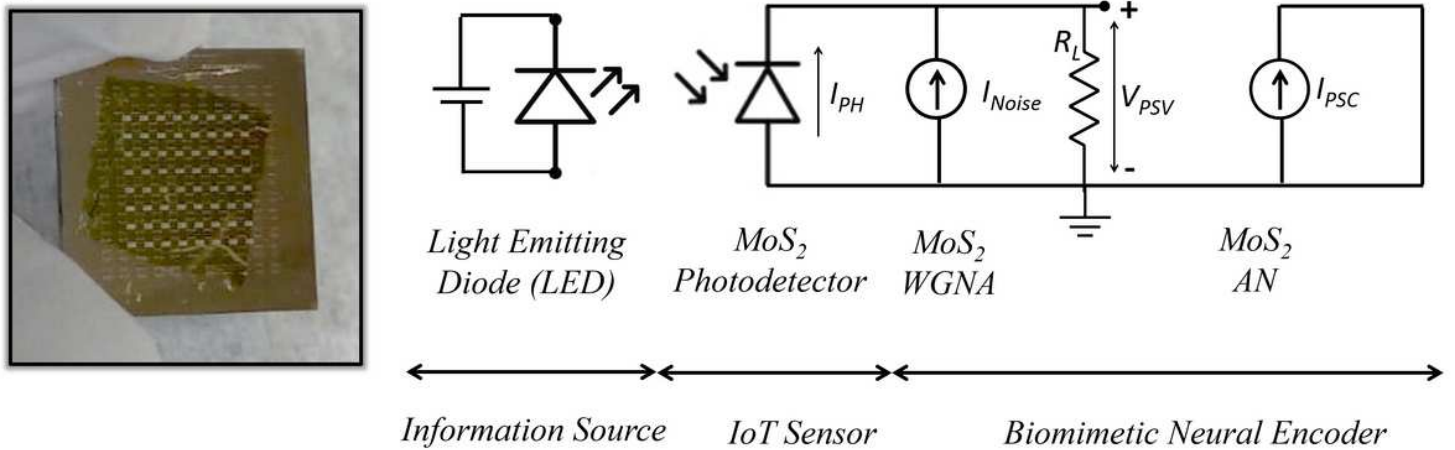 +
R_L
I_PH
I_Noise
V_PSV
I_PSC
-
Light Emitting
Diode (LED)
MoS₂
Photodetector
MoS₂
WGNA
MoS₂
AN
Information Source
IoT Sensor
Biomimetic Neural Encoder